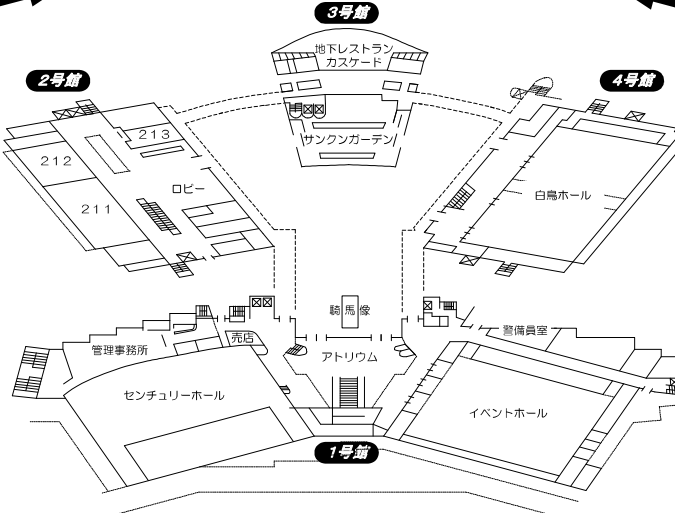 3号館
地下レストラン
カスケード
2号館
4号館
213
サンクンガーデン
212
ロビー
白鳥ホール
211
騎馬像
警備員室
売店
管理事務所
アトリウム
センチュリーホール
イベントホール
1号館